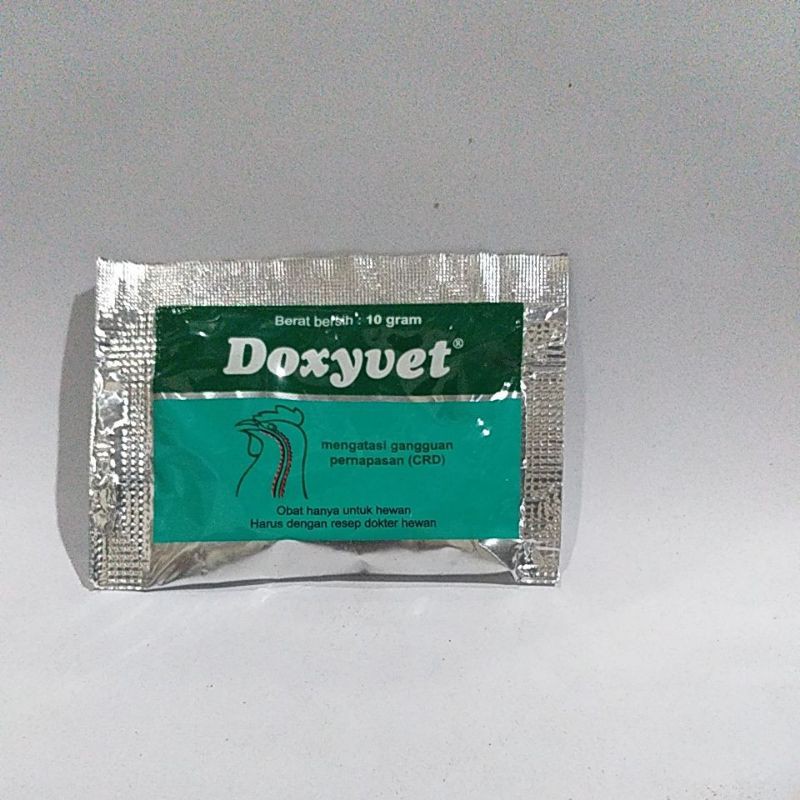 Berat bersih : 10 gram
Doxyvet®
mengatasi gangguan
pernapasan (CRD)
Obat hanya untuk hewan
Harus dengan resep dokter hewan